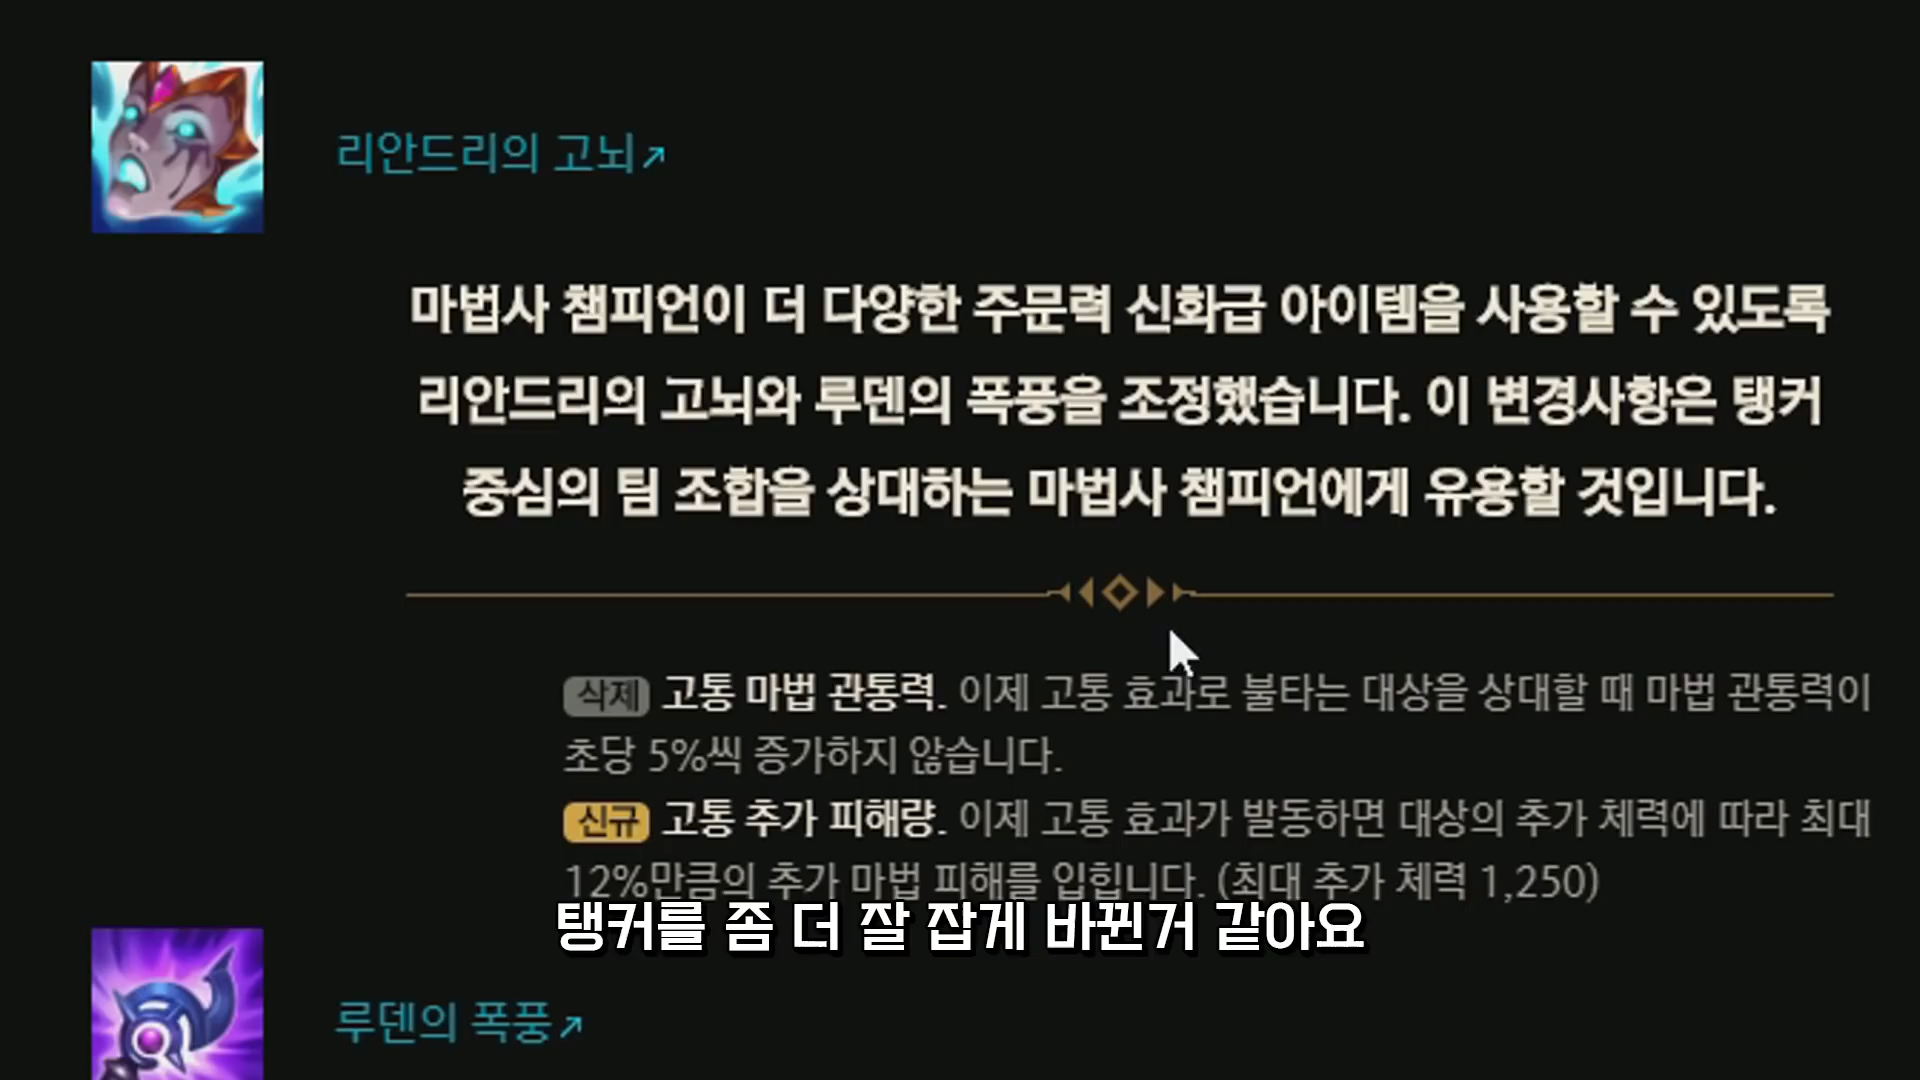 리안드리의 고뇌↗
마법사 챔피언이 더 다양한 주문력 신화급 아이템을 사용할 수 있도록
리안드리의 고뇌와 루덴의 폭풍을 조정했습니다. 이 변경사항은 탱커
중심의 팀 조합을 상대하는 마법사 챔피언에게 유용할 것입니다.
삭제 고통 마법 관통력. 이제 고통 효과로 불타는 대상을 상대할 때 마법 관통력이
초당 5%씩 증가하지 않습니다.
신규 고통 추가 피해량. 이제 고통 효과가 발동하면 대상의 추가 체력에 따라 최대
12%만큼의 추가 마법 피해를 입힙니다. (최대 추가 체력 1,250)
탱커를 좀 더 잘 잡게 바뀐거 같아요
루덴의 폭풍↗